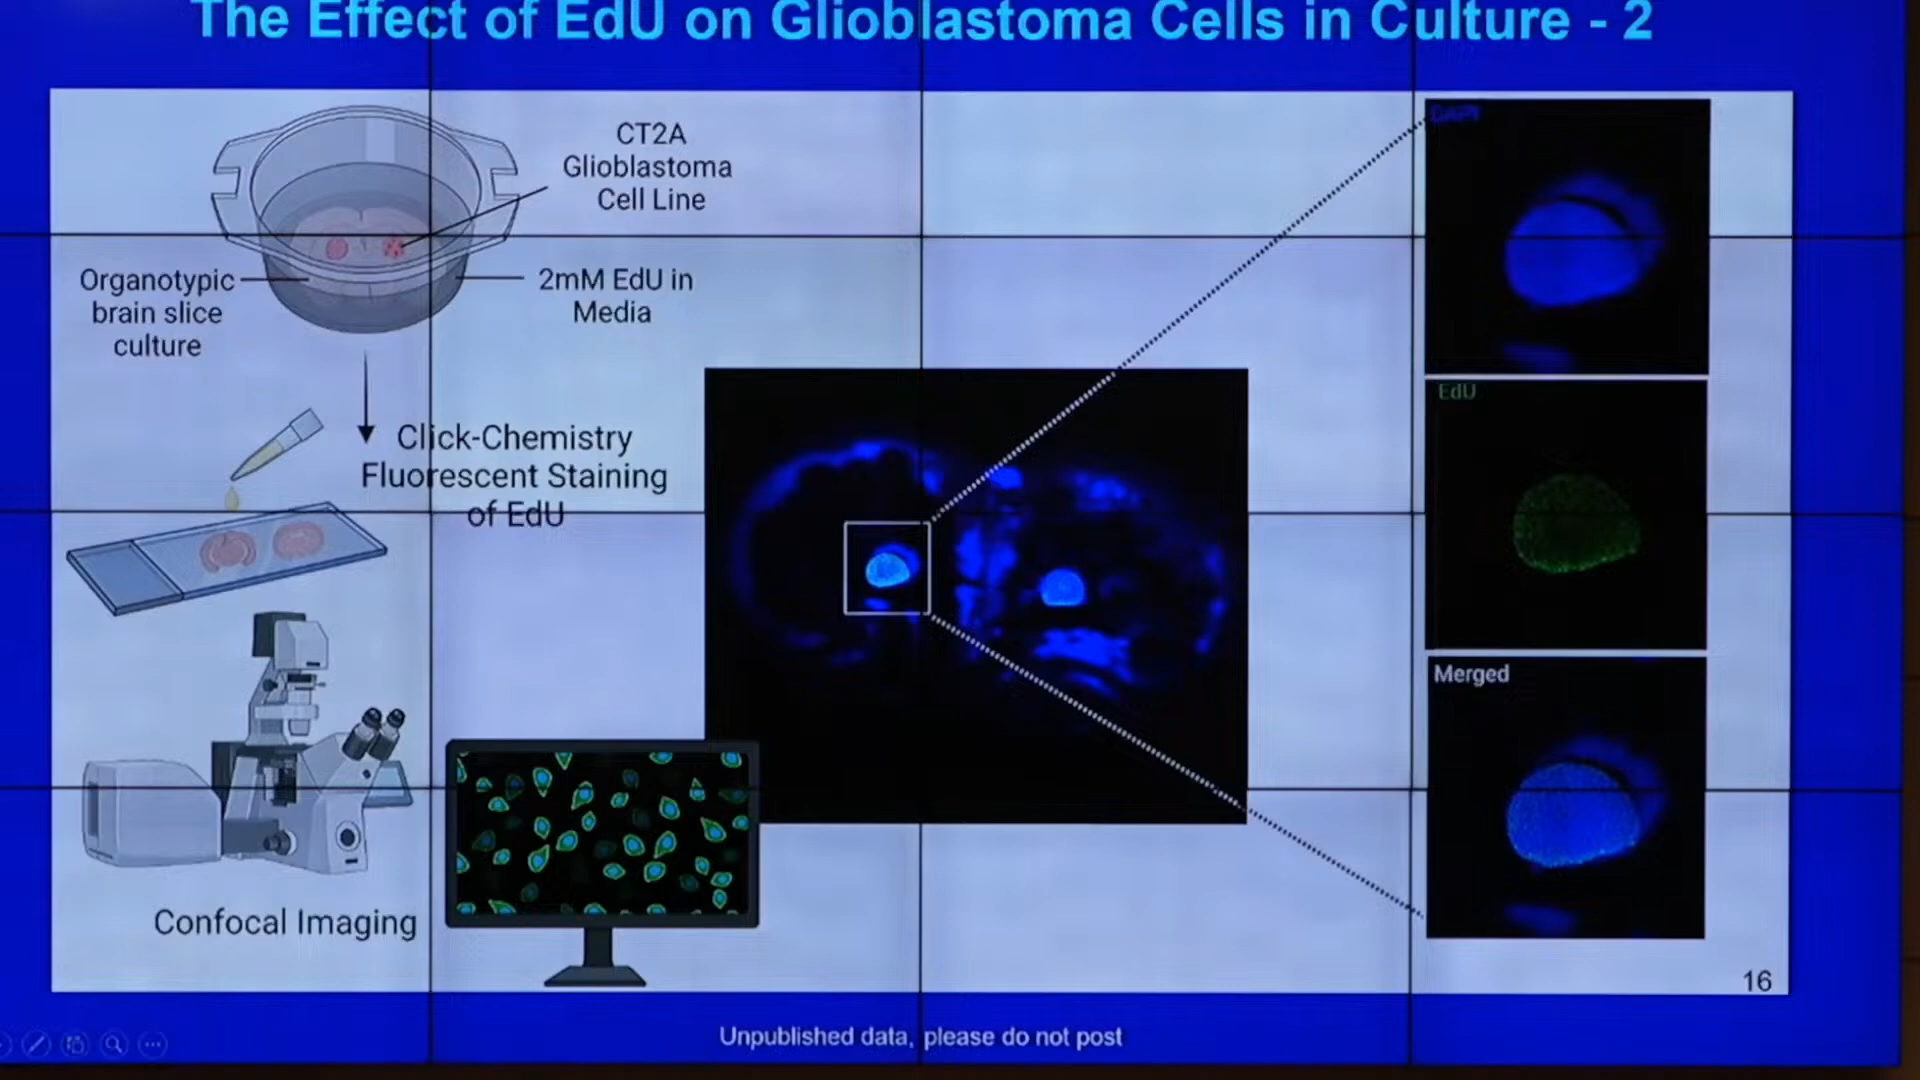 The Effect of EdU on Glioblastoma Cells in Culture - 2
CT2A
Glioblastoma
Cell Line
Organotypic
brain slice
culture
2mM EdU in
Media
Click-Chemistry
Fluorescent Staining
of EdU
Confocal Imaging
DAPI
EdU
Merged
16
Unpublished data, please do not post